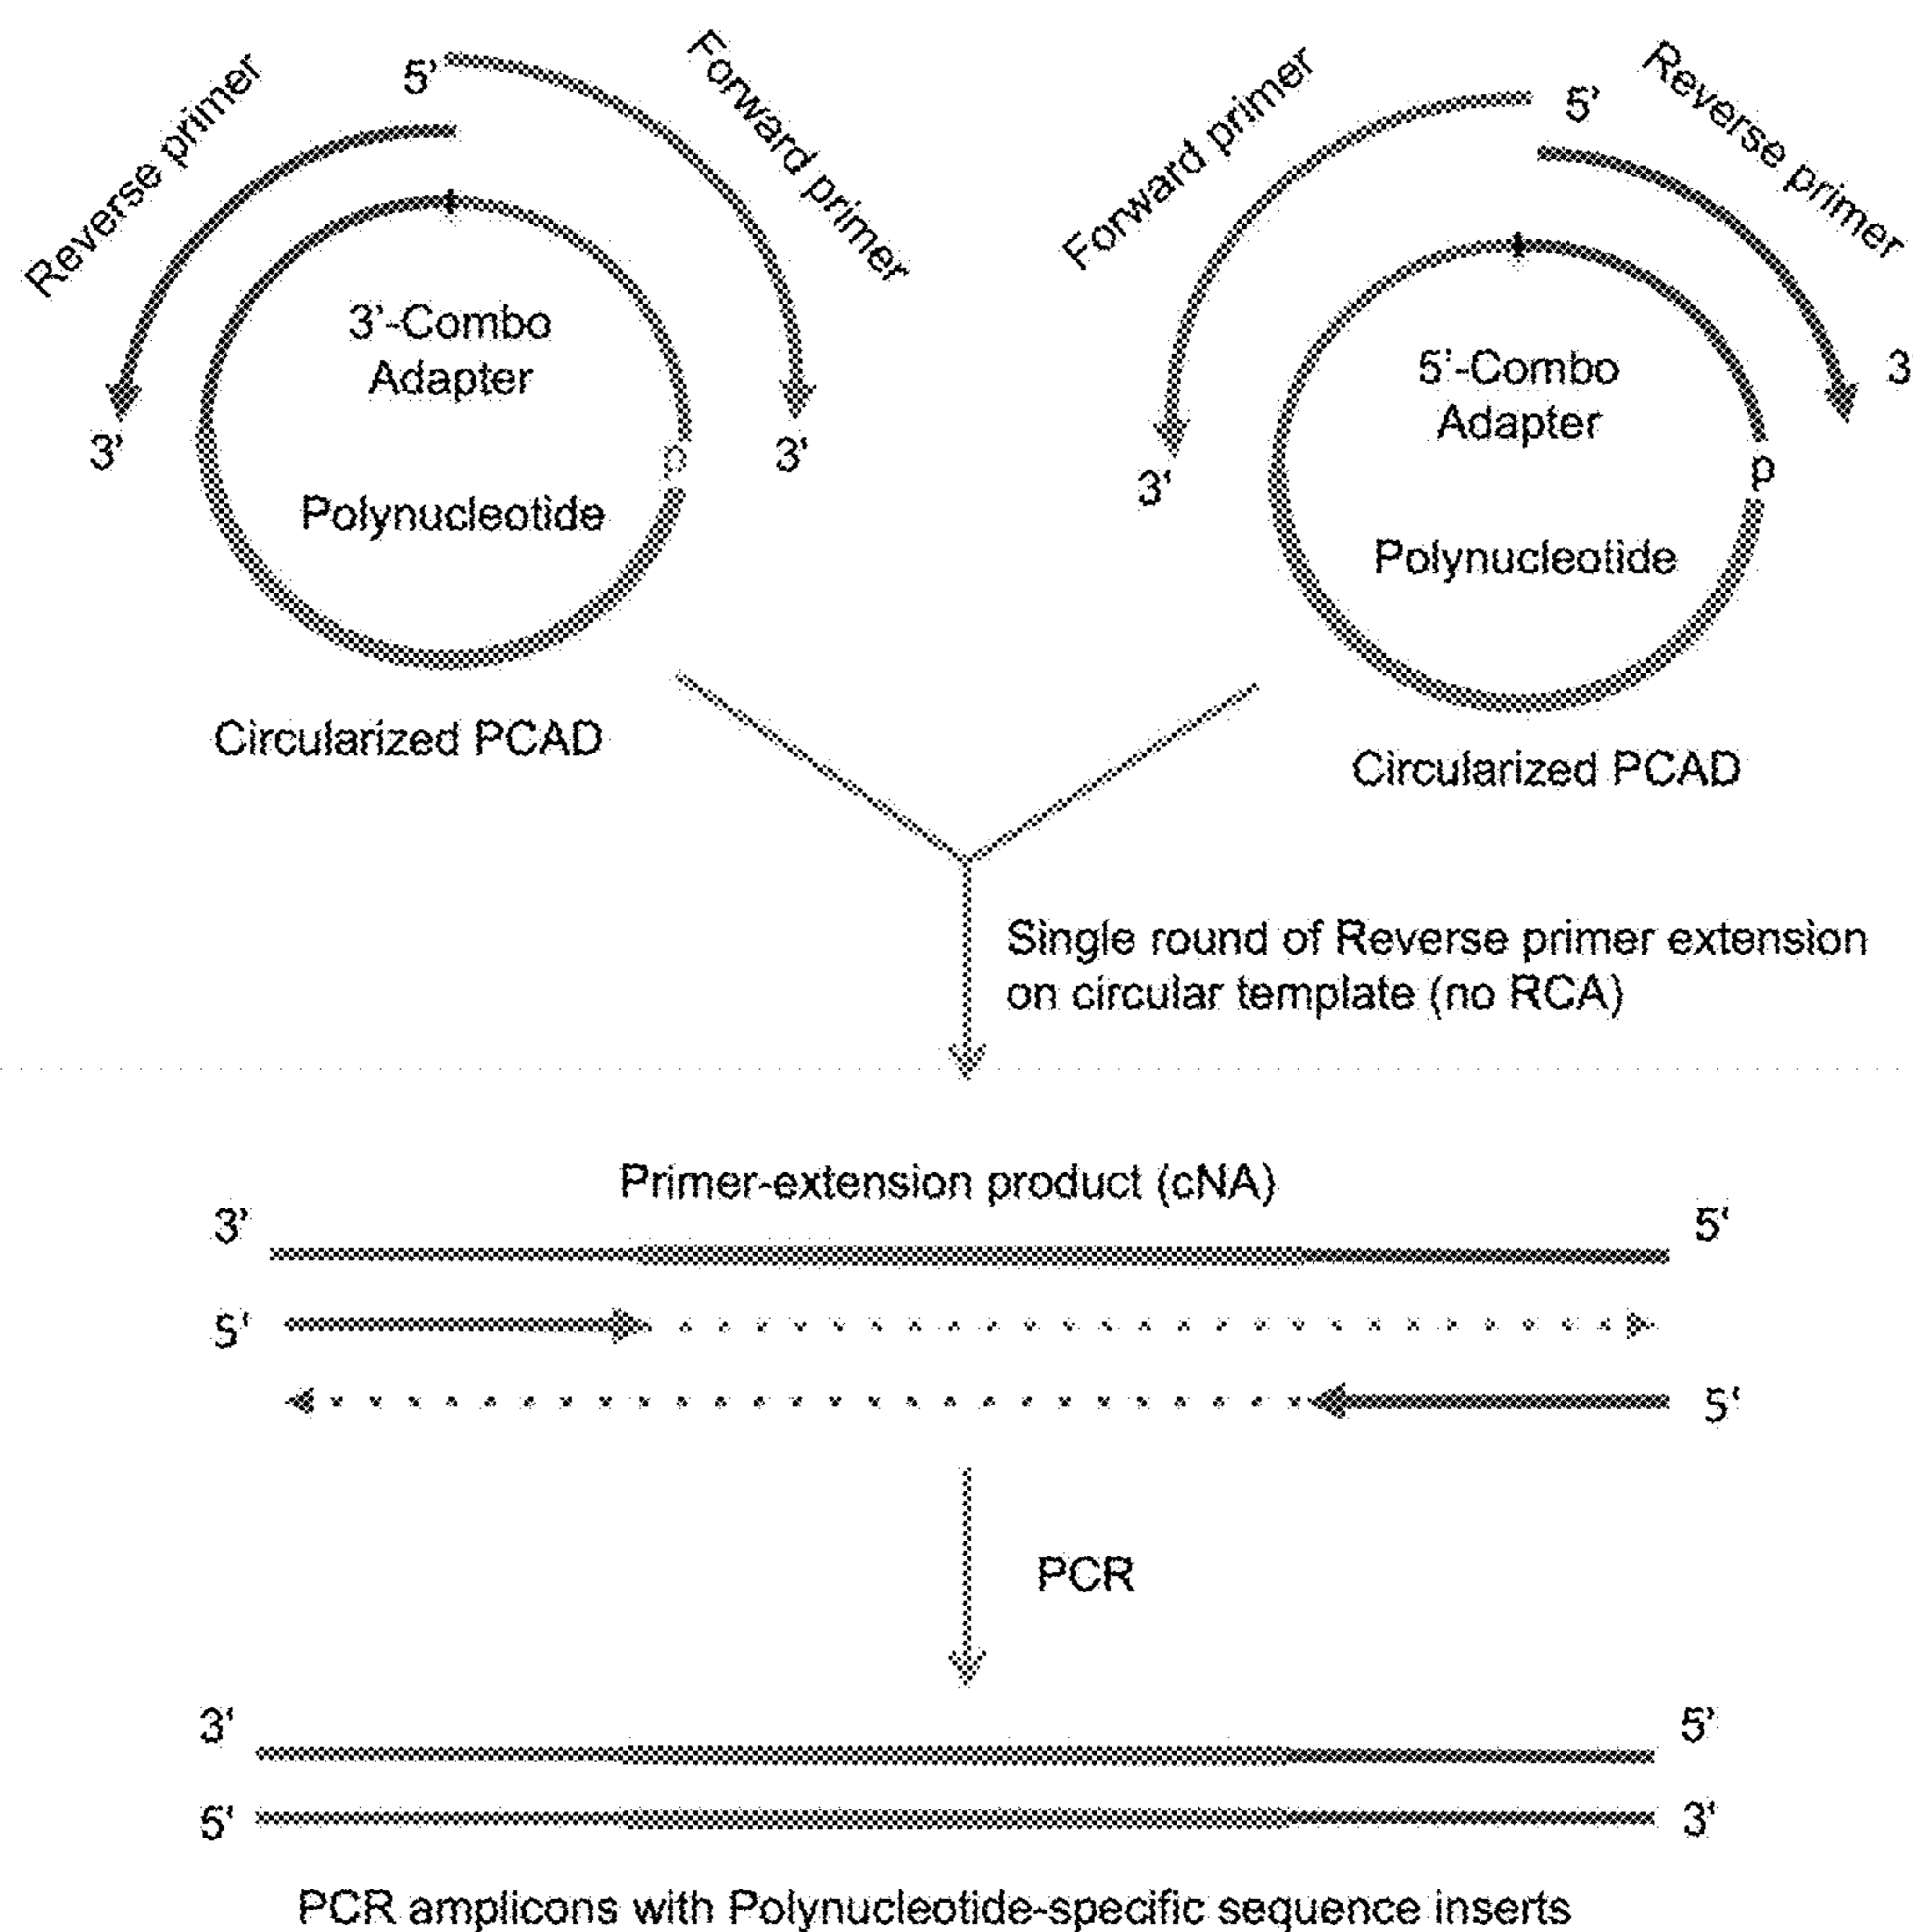 Reverse primer
5'
Forward primer
3'-Combo
Adapter
3'
p
3'
Polynucleotide
Circularized PCAD
Forward primer
5'
Reverse primer
5'-Combo
Adapter
3'
3'
p
Polynucleotide
Circularized PCAD
Single round of Reverse primer extension
on circular template (no RCA)
Primer-extension product (cNA)
3'
5'
5'
5'
PCR
3'
5'
5'
3'
PCR amplicons with Polynucleotide-specific sequence inserts